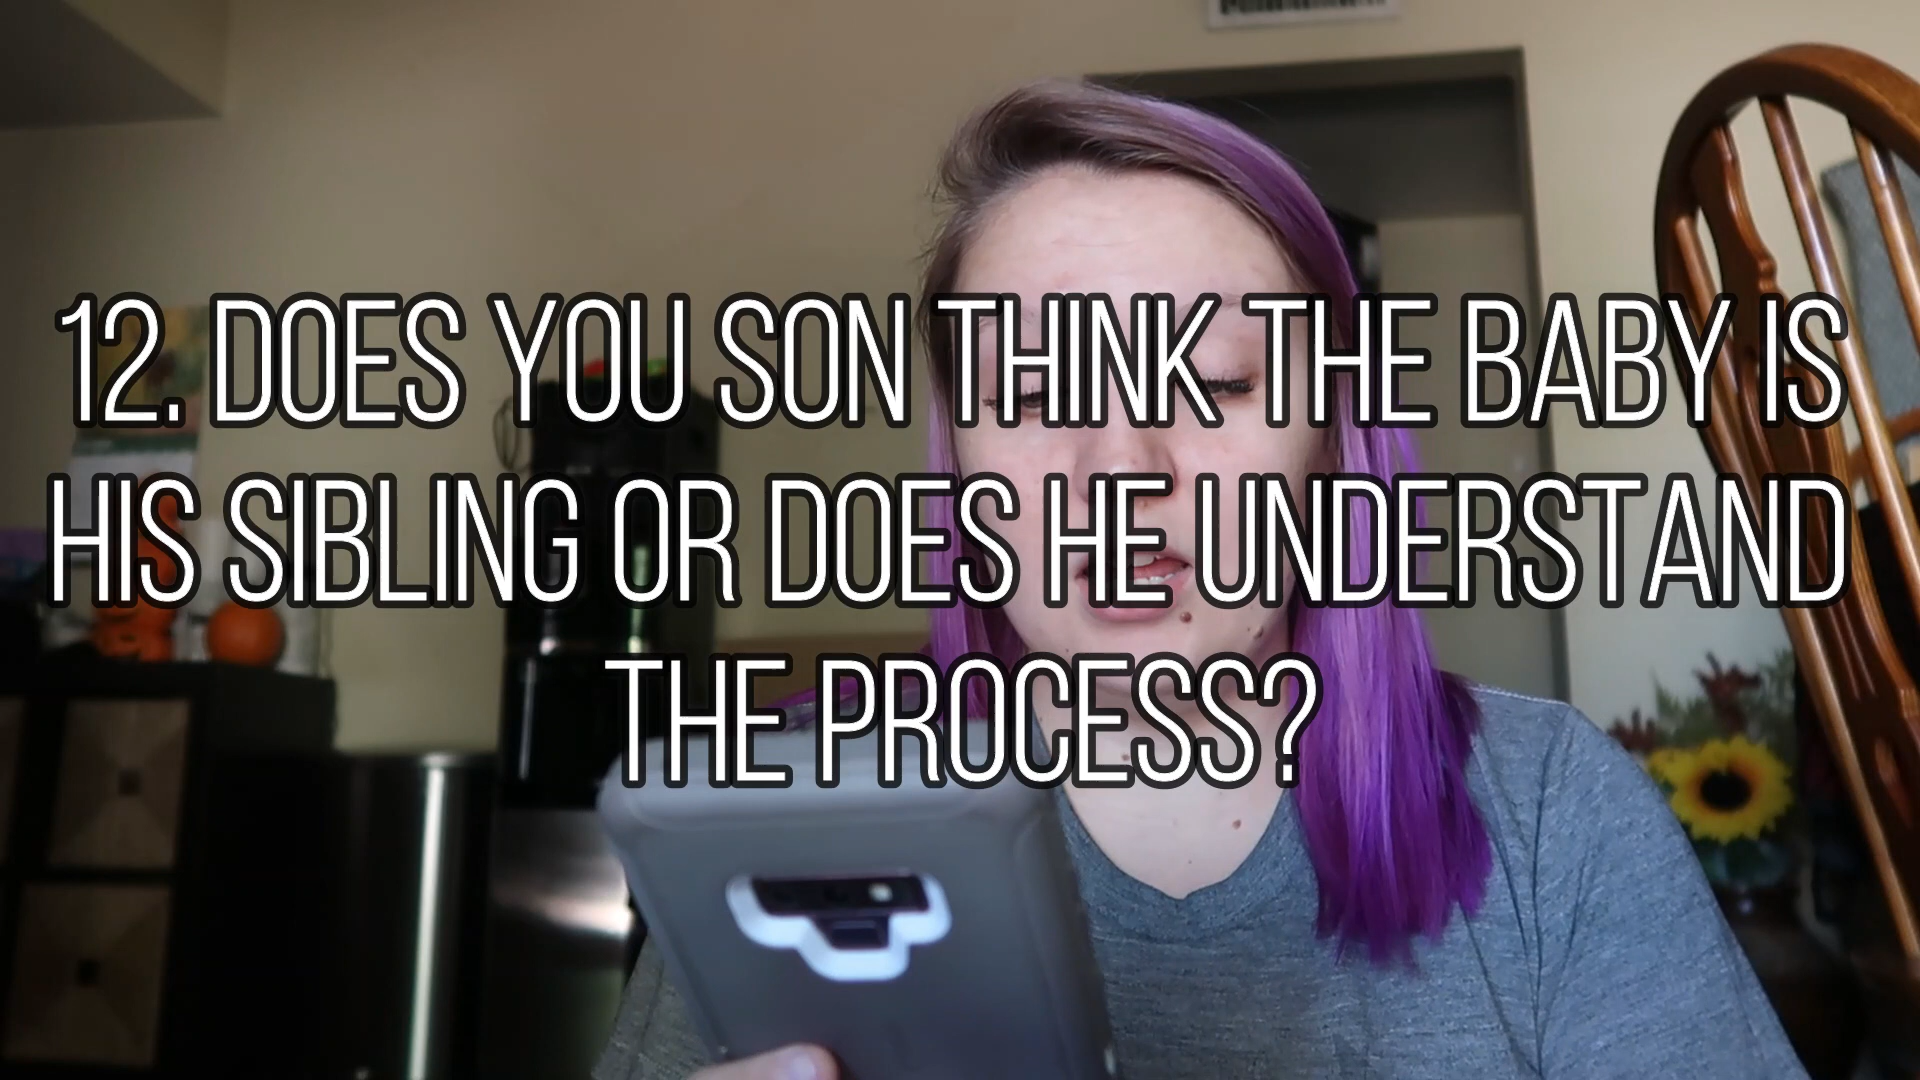 12. DOES YOU SON THINK THE BABY IS
HIS SIBLING OR DOES HE UNDERSTAND
THE PROCESS?